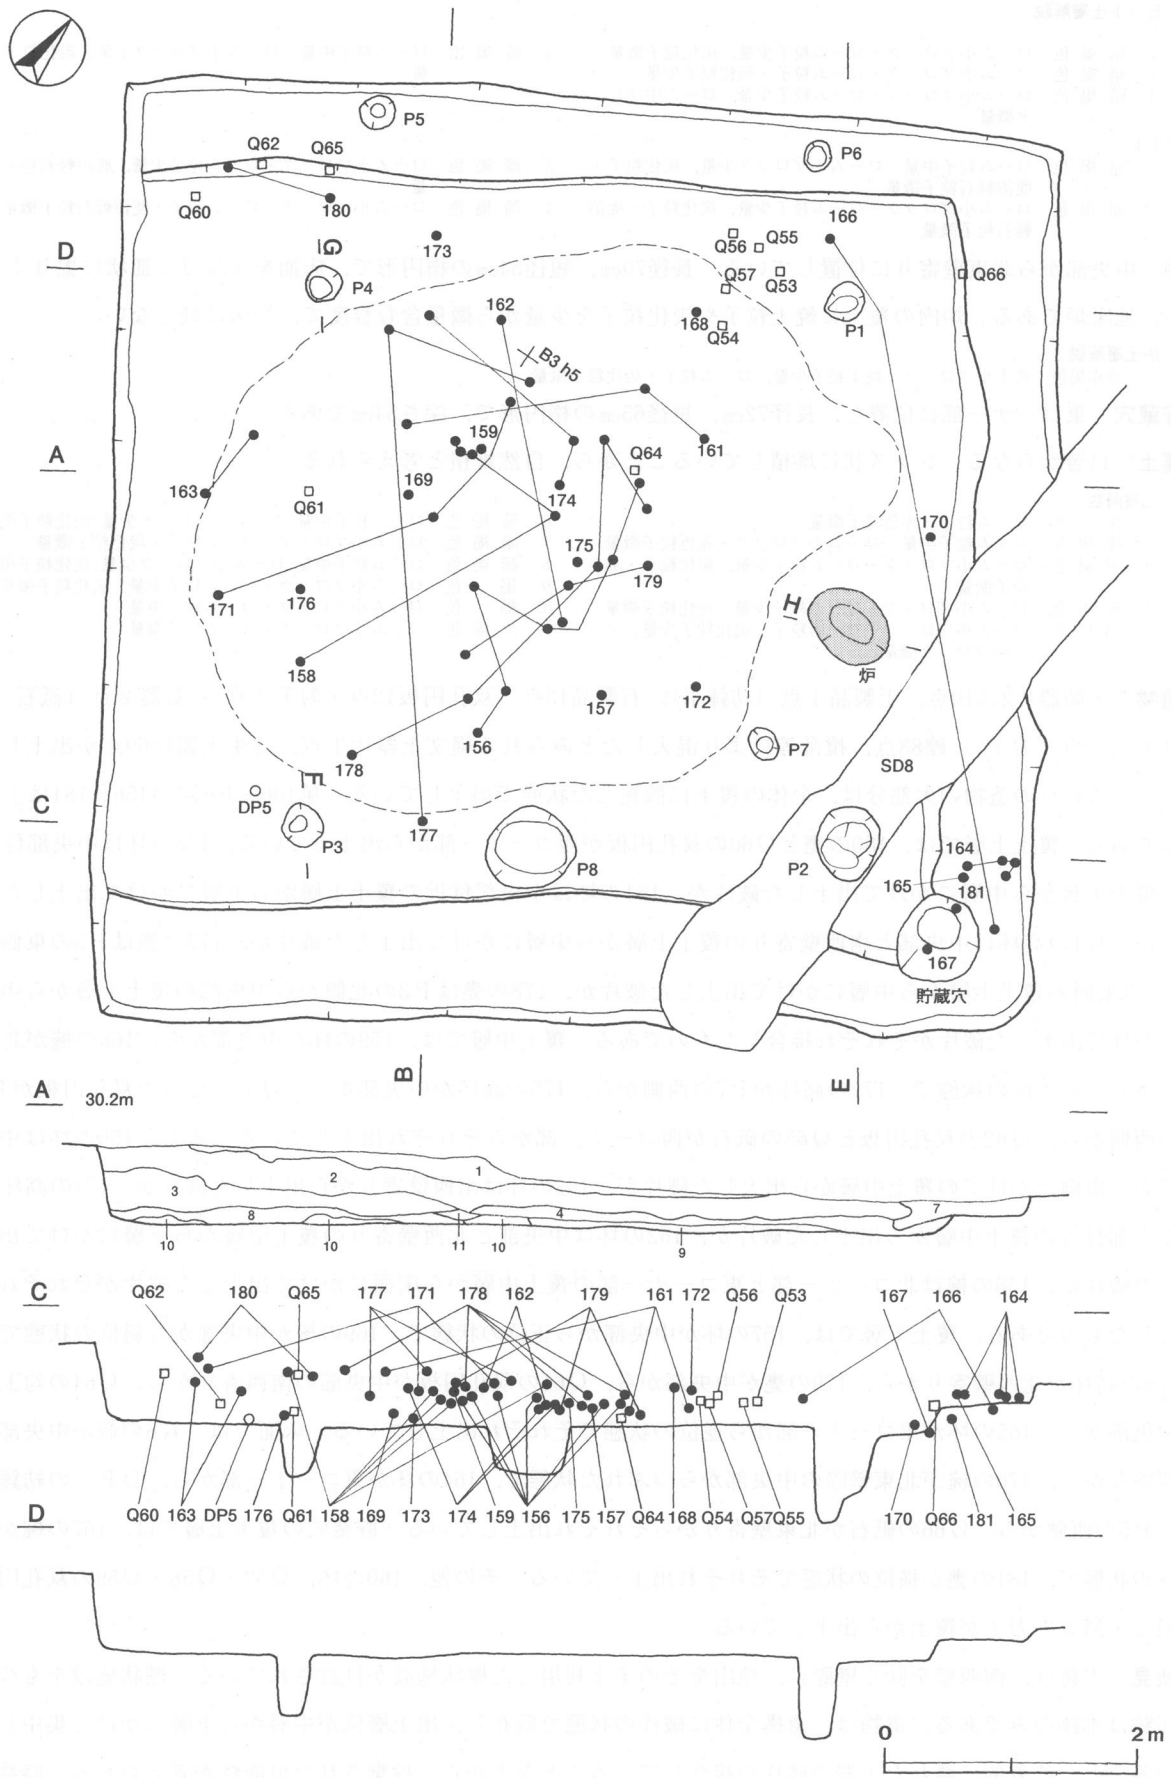 P5
P6
Q62
Q65
Q60
180
166
D
G
173
Q56
Q55
P4
Q57
Q53
Q66
162
168
Q54
P1
B3 h5
159
161
A
163
169
Q64
Q61
174
170
175
179
171
176
H
158
炉
157
172
156
178
P7
SD8
F
DP5
C
177
P3
P8
P2
164
165
181
167
貯蔵穴
B
E
A
30.2m
1
2
3
8
4
7
10
10
11
10
9
Q62 180 Q65 177 171 178 162 179 161 172 Q56 Q53 167 166 164
C
D
Q60 163 DP5 176 Q61 158 169 173 174 159 156 175 157 Q64 168 Q54 Q57 Q55 170 Q66 181 165
0
2 m